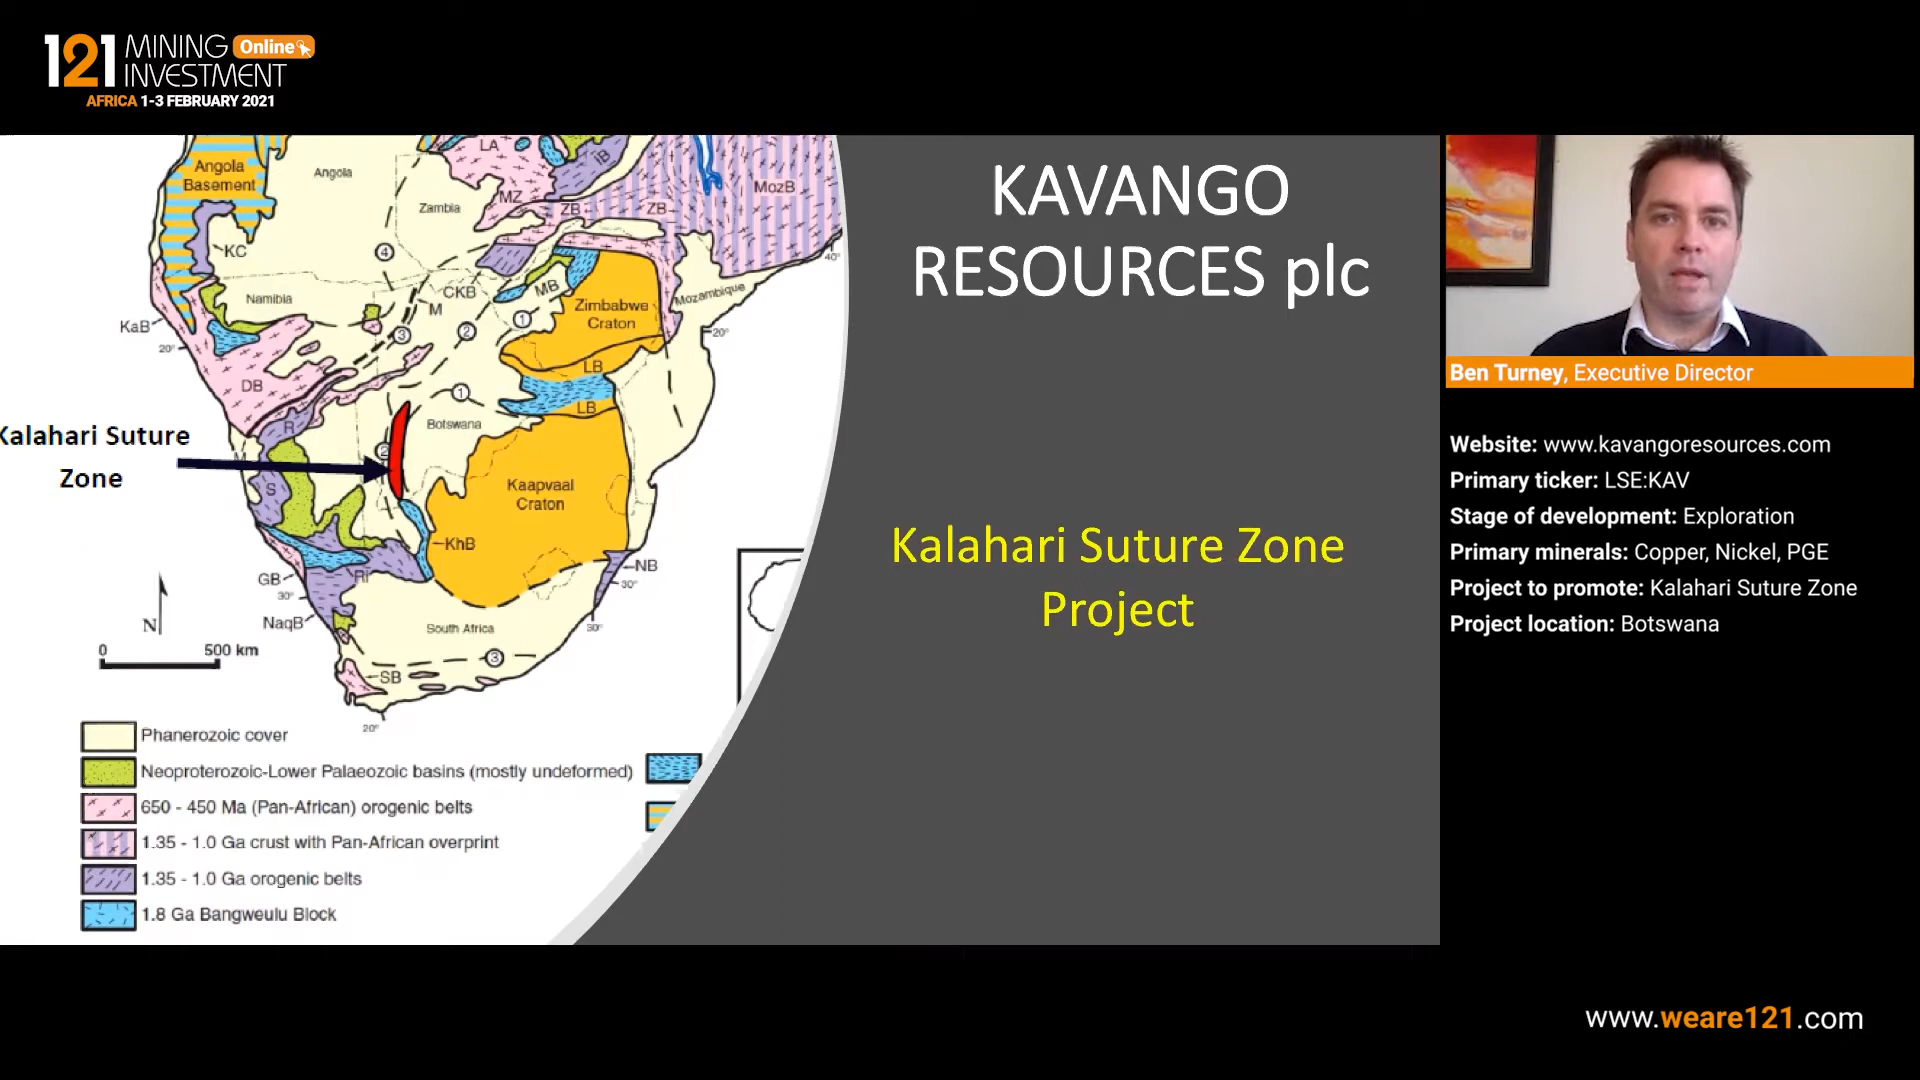 121 MINING Online
INVESTMENT
AFRICA 1-3 FEBRUARY 2021
KAVANGO
RESOURCES plc
Kalahari Suture Zone
Project
Angola
Basement
Angola
Zambia
LA
IB
MZ
ZB
ZB
MozB
40°
KC
4
Namibia
CKB
M
MB
Zimbabwe
Craton
Mozambique
KaB
20°
3
2
1
20°
DB
LB
LB
1
Kalahari Suture
Zone
R
2
Botswana
S
Kaapvaal
Craton
KhB
GB
Ri
NB
30°
30°
NaqB
N
South Africa
30°
0 500 km
3
SB
20°
Phanerozoic cover
Neoproterozoic-Lower Palaeozoic basins (mostly undeformed)
650 - 450 Ma (Pan-African) orogenic belts
1.35 - 1.0 Ga crust with Pan-African overprint
1.35 - 1.0 Ga orogenic belts
1.8 Ga Bangweulu Block
Ben Turney, Executive Director
Website: www.kavangoresources.com
Primary ticker: LSE:KAV
Stage of development: Exploration
Primary minerals: Copper, Nickel, PGE
Project to promote: Kalahari Suture Zone
Project location: Botswana
www.weare121.com